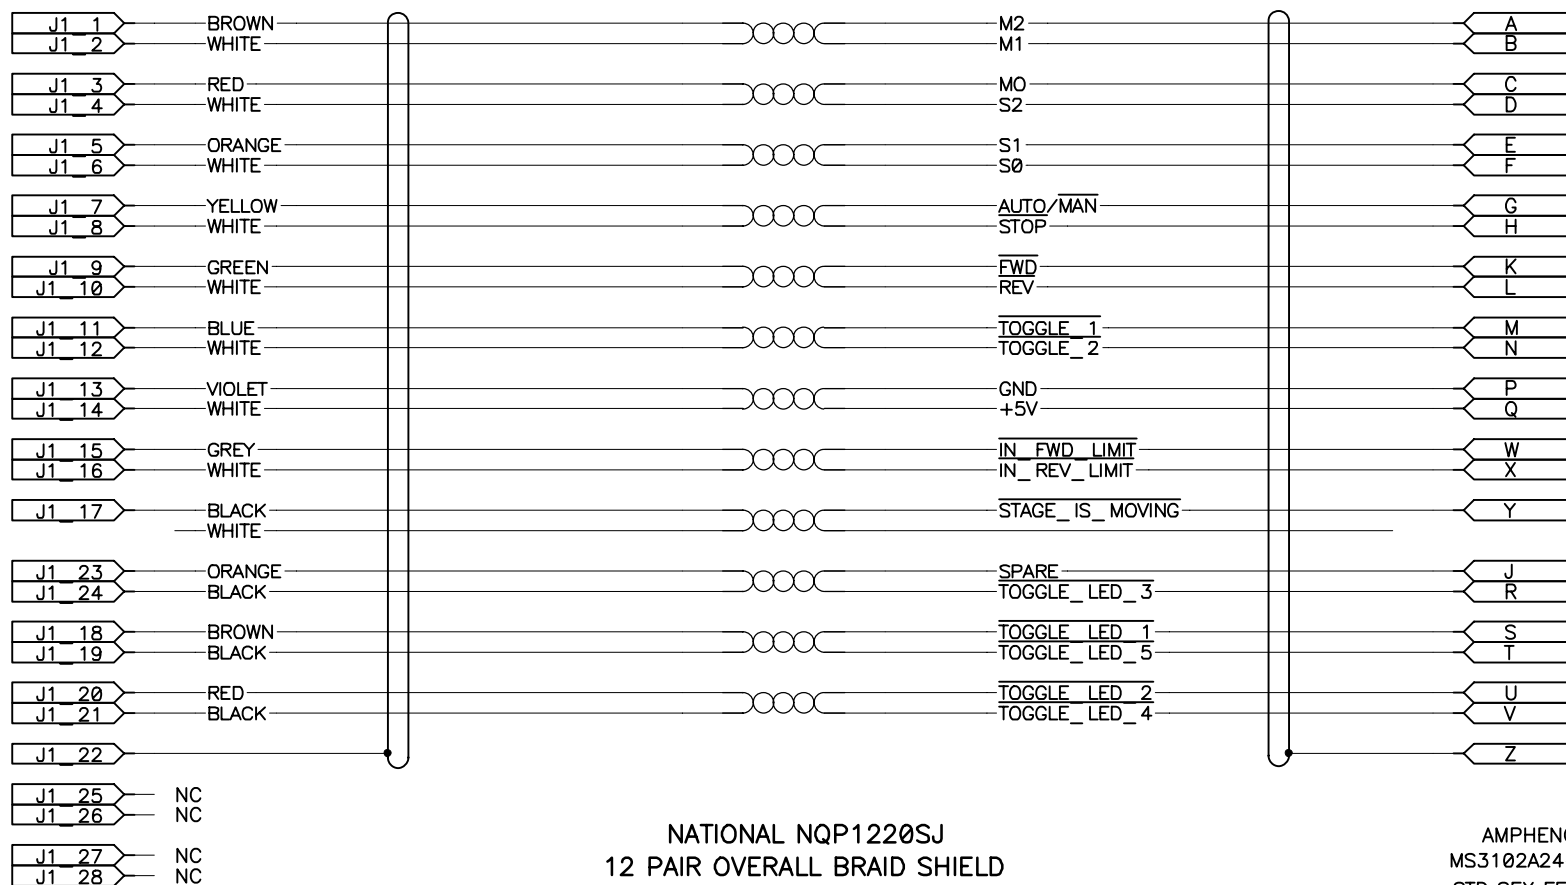 J1_1 BROWN M2 A
J1_2 WHITE M1 B
J1_3 RED M0 C
J1_4 WHITE S2 D
J1_5 ORANGE S1 E
J1_6 WHITE S0 F
J1_7 YELLOW AUTO/MAN G
J1_8 WHITE STOP H
J1_9 GREEN FWD K
J1_10 WHITE REV L
J1_11 BLUE TOGGLE_1 M
J1_12 WHITE TOGGLE_2 N
J1_13 VIOLET GND P
J1_14 WHITE +5V Q
J1_15 GREY IN_FWD_LIMIT W
J1_16 WHITE IN_REV_LIMIT X
J1_17 BLACK STAGE_IS_MOVING Y
WHITE
J1_23 ORANGE SPARE J
J1_24 BLACK TOGGLE_LED_3 R
J1_18 BROWN TOGGLE_LED_1 S
J1_19 BLACK TOGGLE_LED_5 T
J1_20 RED TOGGLE_LED_2 U
J1_21 BLACK TOGGLE_LED_4 V
J1_22 Z
J1_25 NC
J1_26 NC
J1_27 NC
J1_28 NC
NATIONAL NQP1220SJ
12 PAIR OVERALL BRAID SHIELD
AMPHENO
MS3102A24